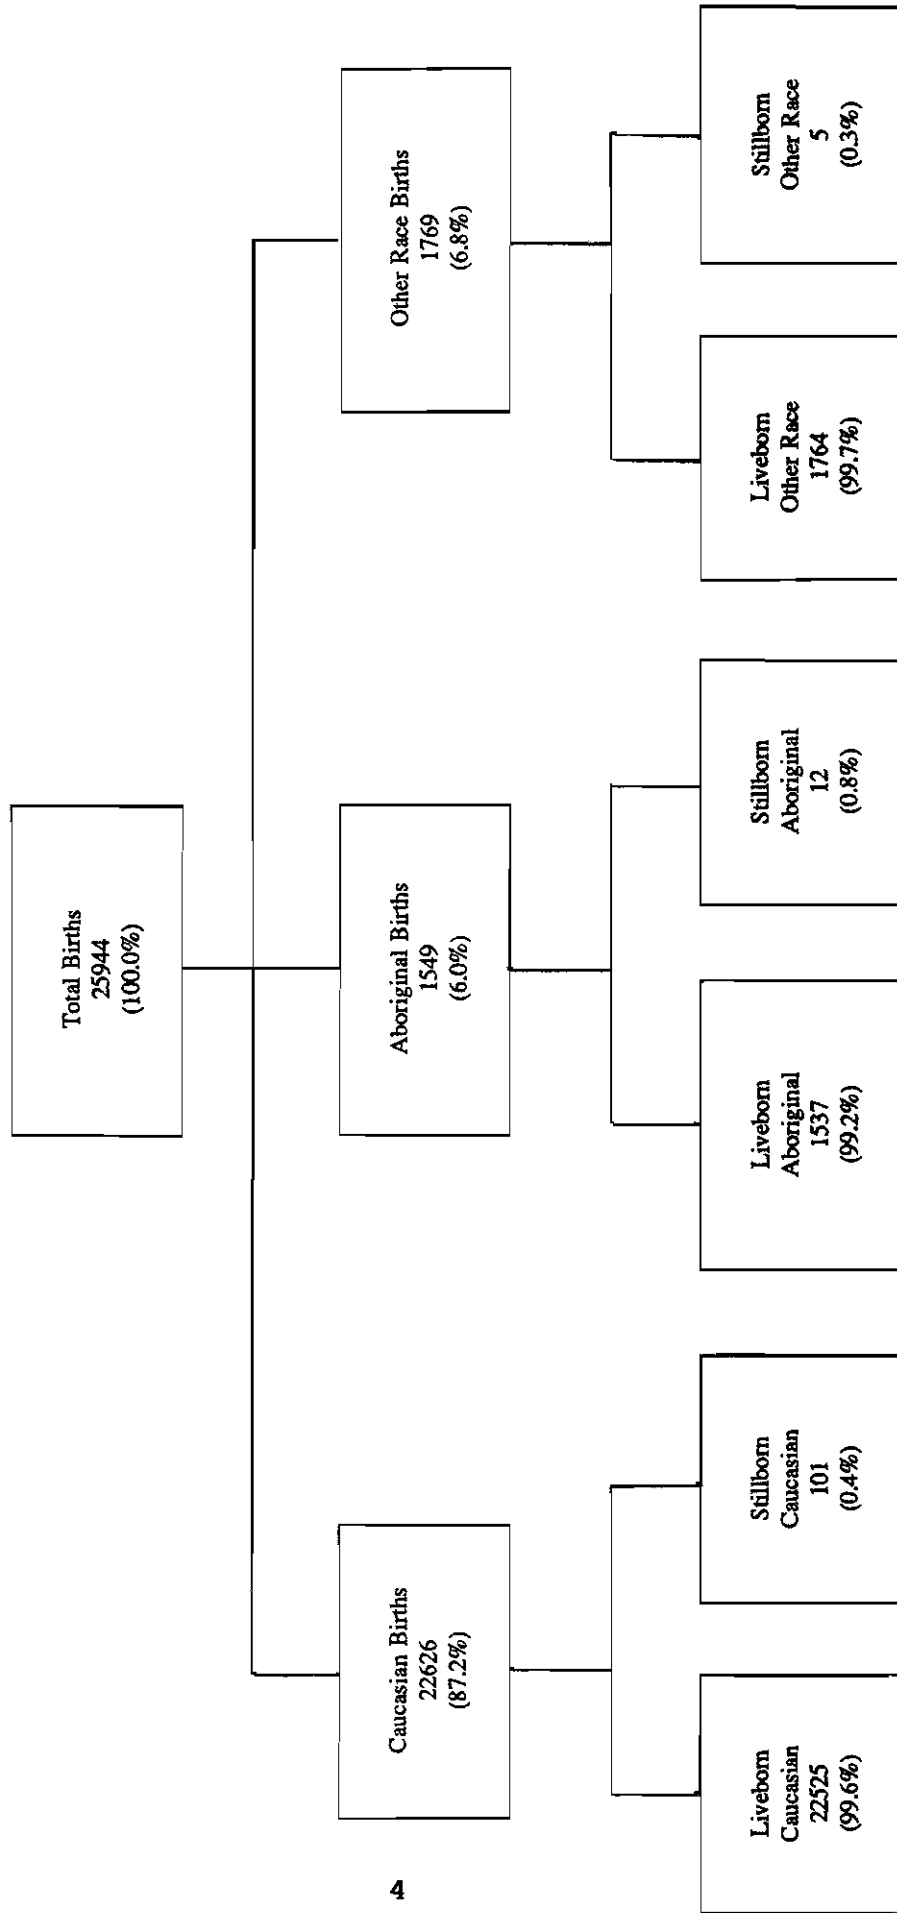 Total Births
25944
(100.0%)
Caucasian Births
22626
(87.2%)
Aboriginal Births
1549
(6.0%)
Other Race Births
1769
(6.8%)
Liveborn
Caucasian
22525
(99.6%)
Stillborn
Caucasian
101
(0.4%)
Liveborn
Aboriginal
1537
(99.2%)
Stillborn
Aboriginal
12
(0.8%)
Liveborn
Other Race
1764
(99.7%)
Stillborn
Other Race
5
(0.3%)
4